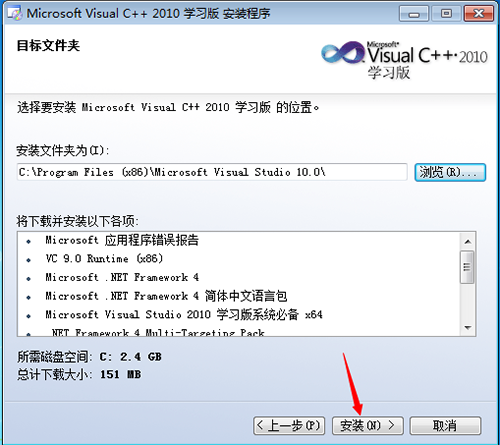 Microsoft Visual C++ 2010 学习版 安装程序
目标文件夹
Microsoft
Visual C++ 2010
学习版
选择要安装 Microsoft Visual C++ 2010 学习版 的位置。
安装文件夹为(I):
C:\Program Files (x86)\Microsoft Visual Studio 10.0\
浏览(R)...
将下载并安装以下各项:
Microsoft 应用程序错误报告
VC 9.0 Runtime (x86)
Microsoft .NET Framework 4
Microsoft .NET Framework 4 简体中文语言包
Microsoft Visual Studio 2010 学习版系统必备 x64
.NET Framework 4 Multi-Targeting Pack
所需磁盘空间: C: 2.4 GB
总计下载大小: 151 MB
< 上一步(P)
安装(N) >
取消